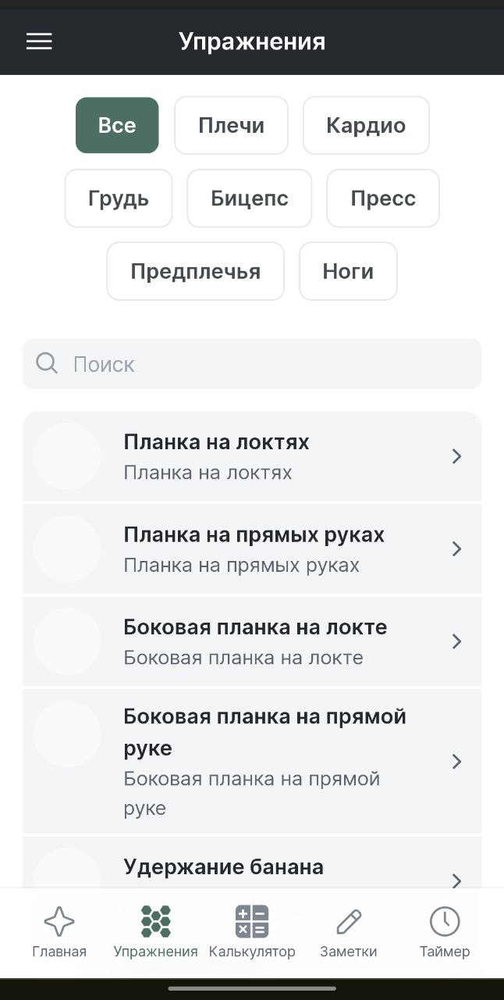 Упражнения
Все
Плечи
Кардио
Грудь
Бицепс
Пресс
Предплечья
Ноги
Поиск
Планка на локтях
Планка на локтях
Планка на прямых руках
Планка на прямых руках
Боковая планка на локте
Боковая планка на локте
Боковая планка на прямой
руке
Боковая планка на прямой
руке
Удержание банана
Главная
Упражнения
Калькулятор
Заметки
Таймер